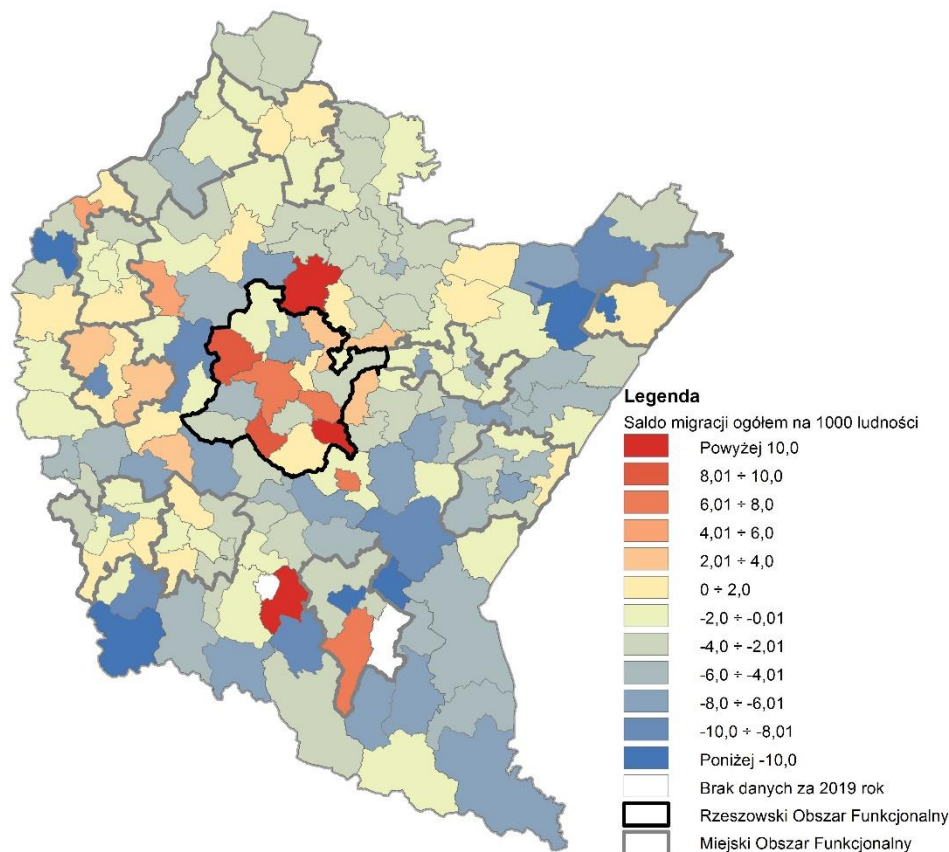 Legenda
Saldo migracji ogółem na 1000 ludności
Powyżej 10,0
8,01 ÷ 10,0
6,01 ÷ 8,0
4,01 ÷ 6,0
2,01 ÷ 4,0
0 ÷ 2,0
-2,0 ÷ -0,01
-4,0 ÷ -2,01
-6,0 ÷ -4,01
-8,0 ÷ -6,01
-10,0 ÷ -8,01
Poniżej -10,0
Brak danych za 2019 rok
Rzeszowski Obszar Funkcjonalny
Miejski Obszar Funkcjonalny